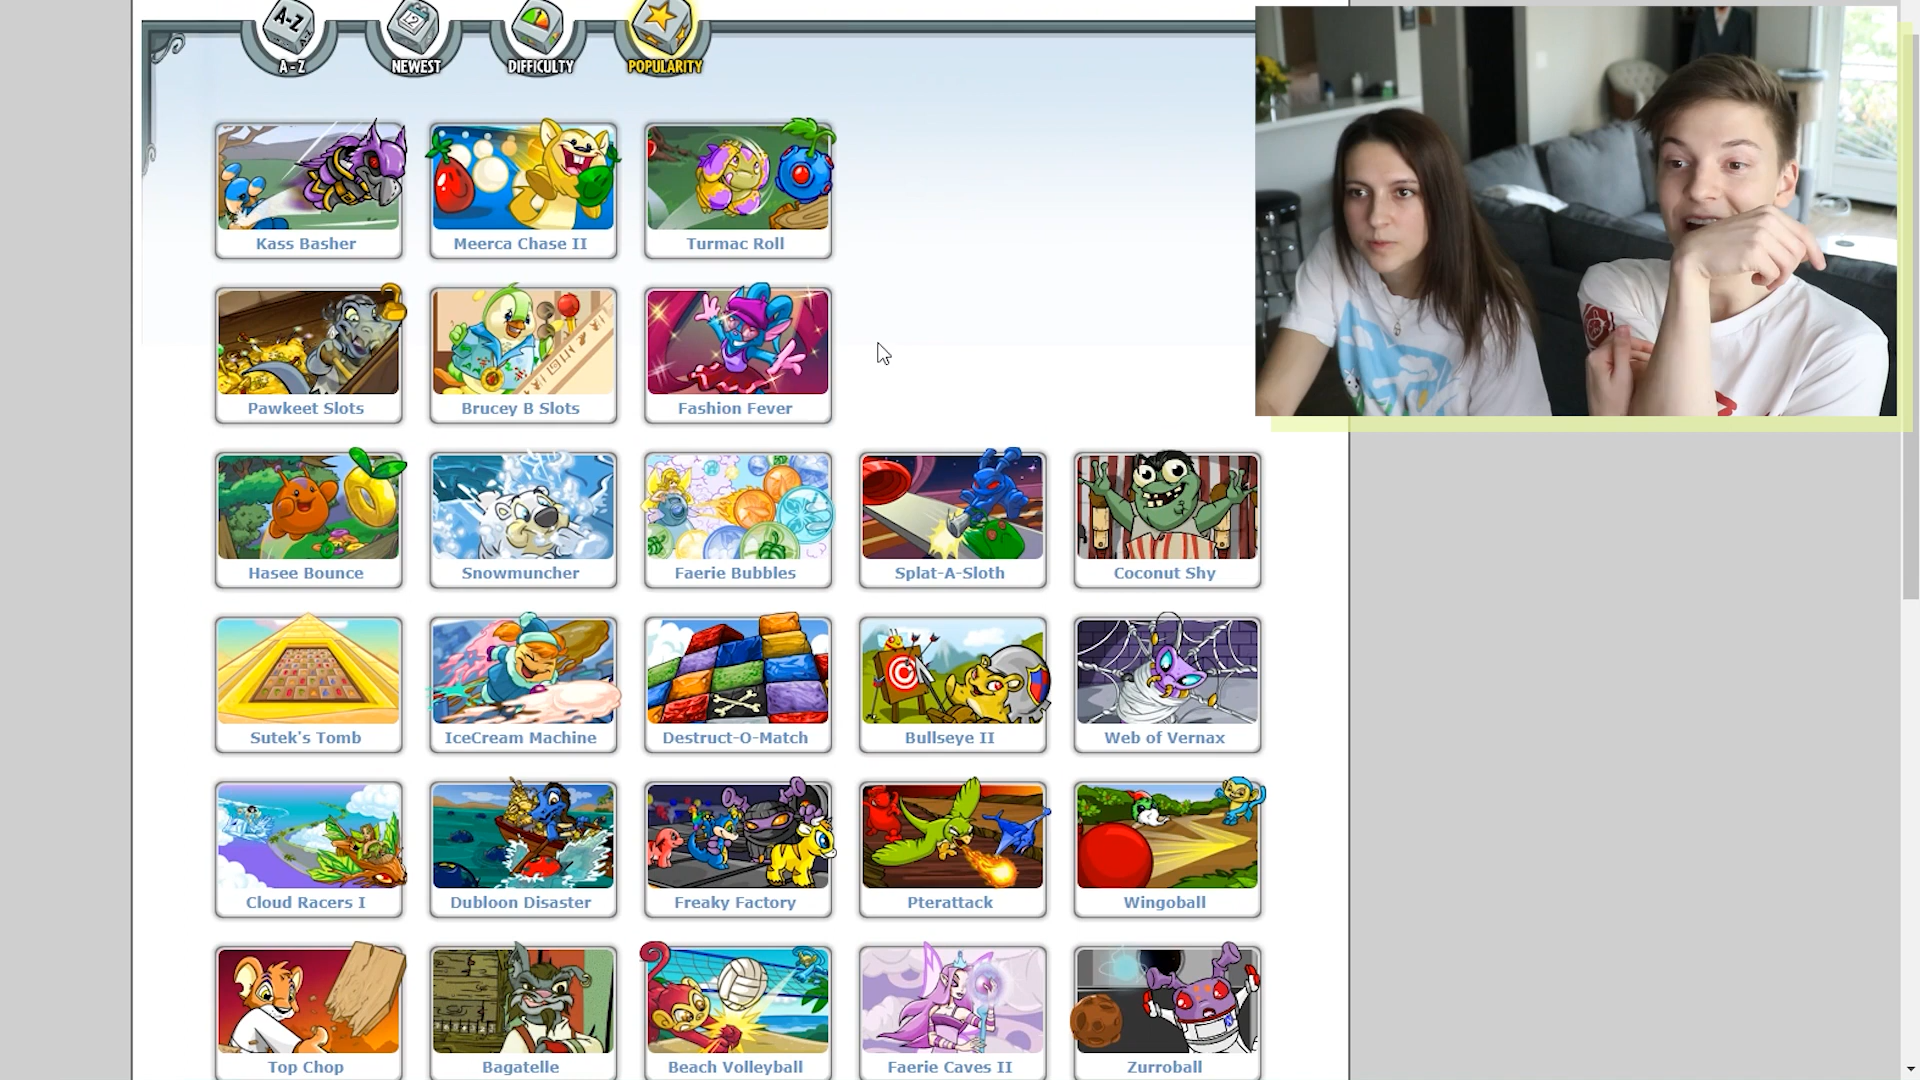 A-Z
A-Z
NEWEST
DIFFICULTY
POPULARITY
Kass Basher
Meerca Chase II
Turmac Roll
Pawkeet Slots
Brucey B Slots
Fashion Fever
Hasee Bounce
Snowmuncher
Faerie Bubbles
Splat-A-Sloth
Coconut Shy
Sutek's Tomb
IceCream Machine
Destruct-O-Match
Bullseye II
Web of Vernax
Cloud Racers I
Dubloon Disaster
Freaky Factory
Pterattack
Wingoball
Top Chop
Bagatelle
Beach Volleyball
Faerie Caves II
Zurroball